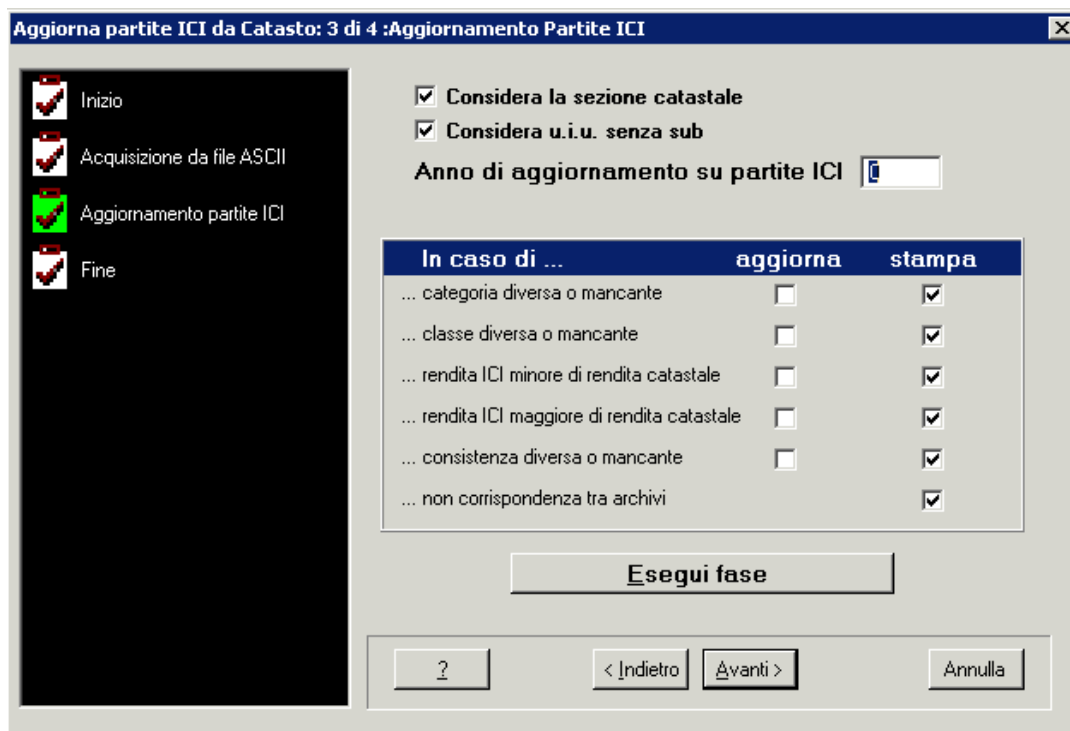 Aggiorna partite ICI da Catasto: 3 di 4 :Aggiornamento Partite ICI
Inizio
Acquisizione da file ASCII
Aggiornamento partite ICI
Fine
Considera la sezione catastale
Considera u.i.u. senza sub
Anno di aggiornamento su partite ICI
In caso di ... aggiorna stampa
... categoria diversa o mancante
... classe diversa o mancante
... rendita ICI minore di rendita catastale
... rendita ICI maggiore di rendita catastale
... consistenza diversa o mancante
... non corrispondenza tra archivi
Esegui fase
? < Indietro Avanti > Annulla